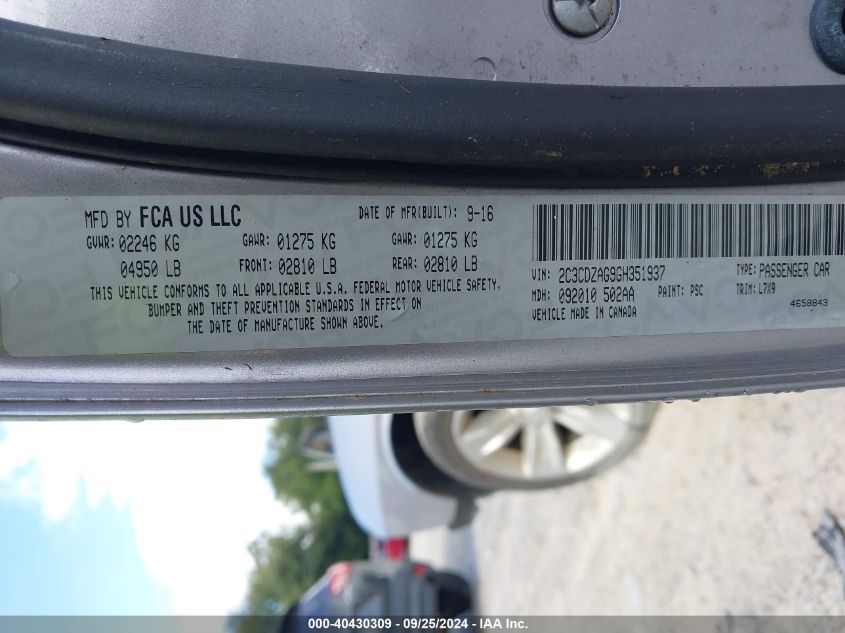 MFD BY FCA US LLC
DATE OF MFR(BUILT): 9-16
GVWR: 02246 KG GAWR: 01275 KG GAWR: 01275 KG
04950 LB FRONT: 02810 LB REAR: 02810 LB
THIS VEHICLE CONFORMS TO ALL APPLICABLE U.S.A. FEDERAL MOTOR VEHICLE SAFETY,
BUMPER AND THEFT PREVENTION STANDARDS IN EFFECT ON
THE DATE OF MANUFACTURE SHOWN ABOVE.
VIN: 2C3CDZAG9GH351937 TYPE: PASSENGER CAR
MDH: 092010 502AA PAINT: PSC TRIM: L7X9
VEHICLE MADE IN CANADA 4658843
000-40430309 - 09/25/2024 - IAA Inc.